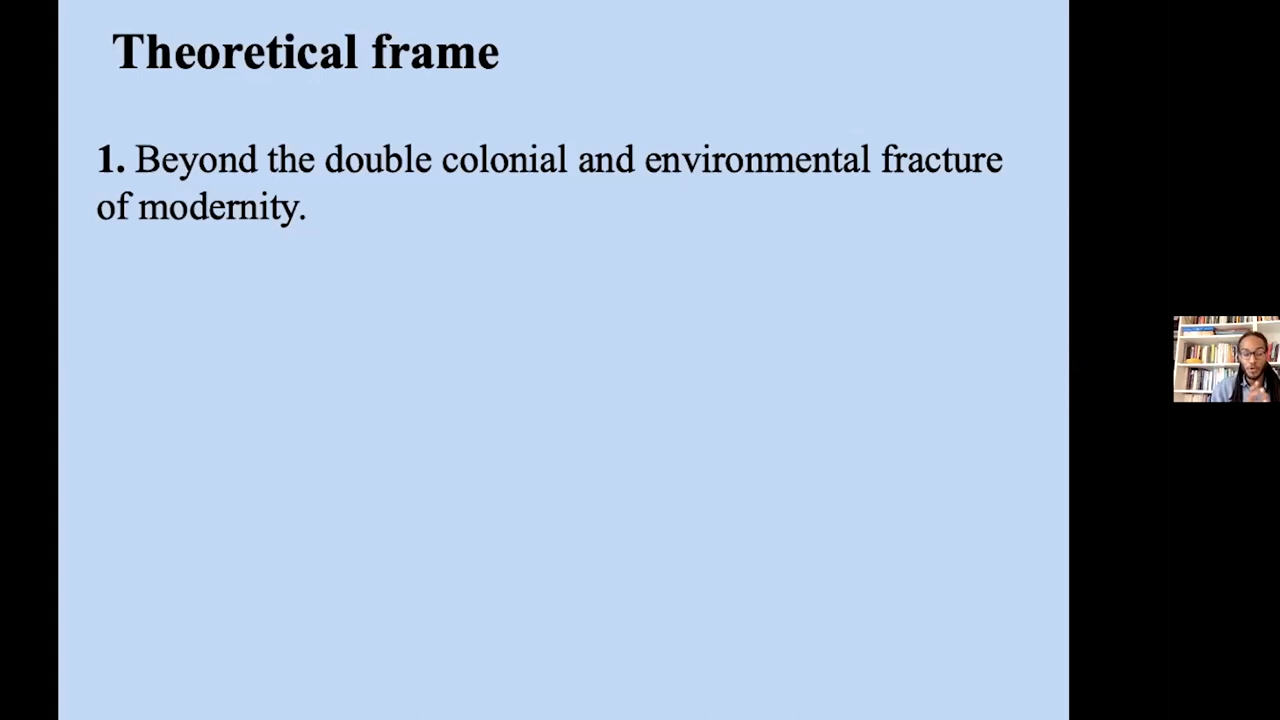 Theoretical frame
1. Beyond the double colonial and environmental fracture
of modernity.